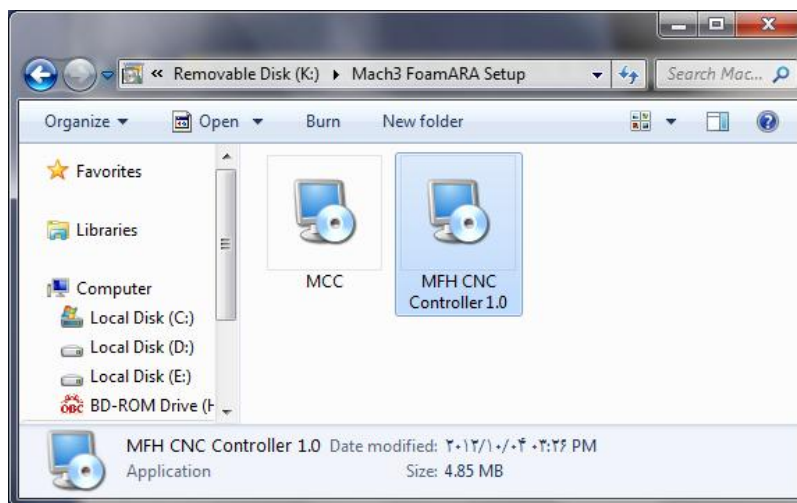 « Removable Disk (K:) Mach3 FoamARA Setup
Search Mac...
Organize Open Burn New folder
Favorites
Libraries
Computer
Local Disk (C:)
Local Disk (D:)
Local Disk (E:)
BD-ROM Drive (H
MCC
MFH CNC
Controller 1.0
MFH CNC Controller 1.0 Date modified: ۲۰۱۲/۱۰/۰۴ ۰۳:۲۶ PM
Application Size: 4.85 MB